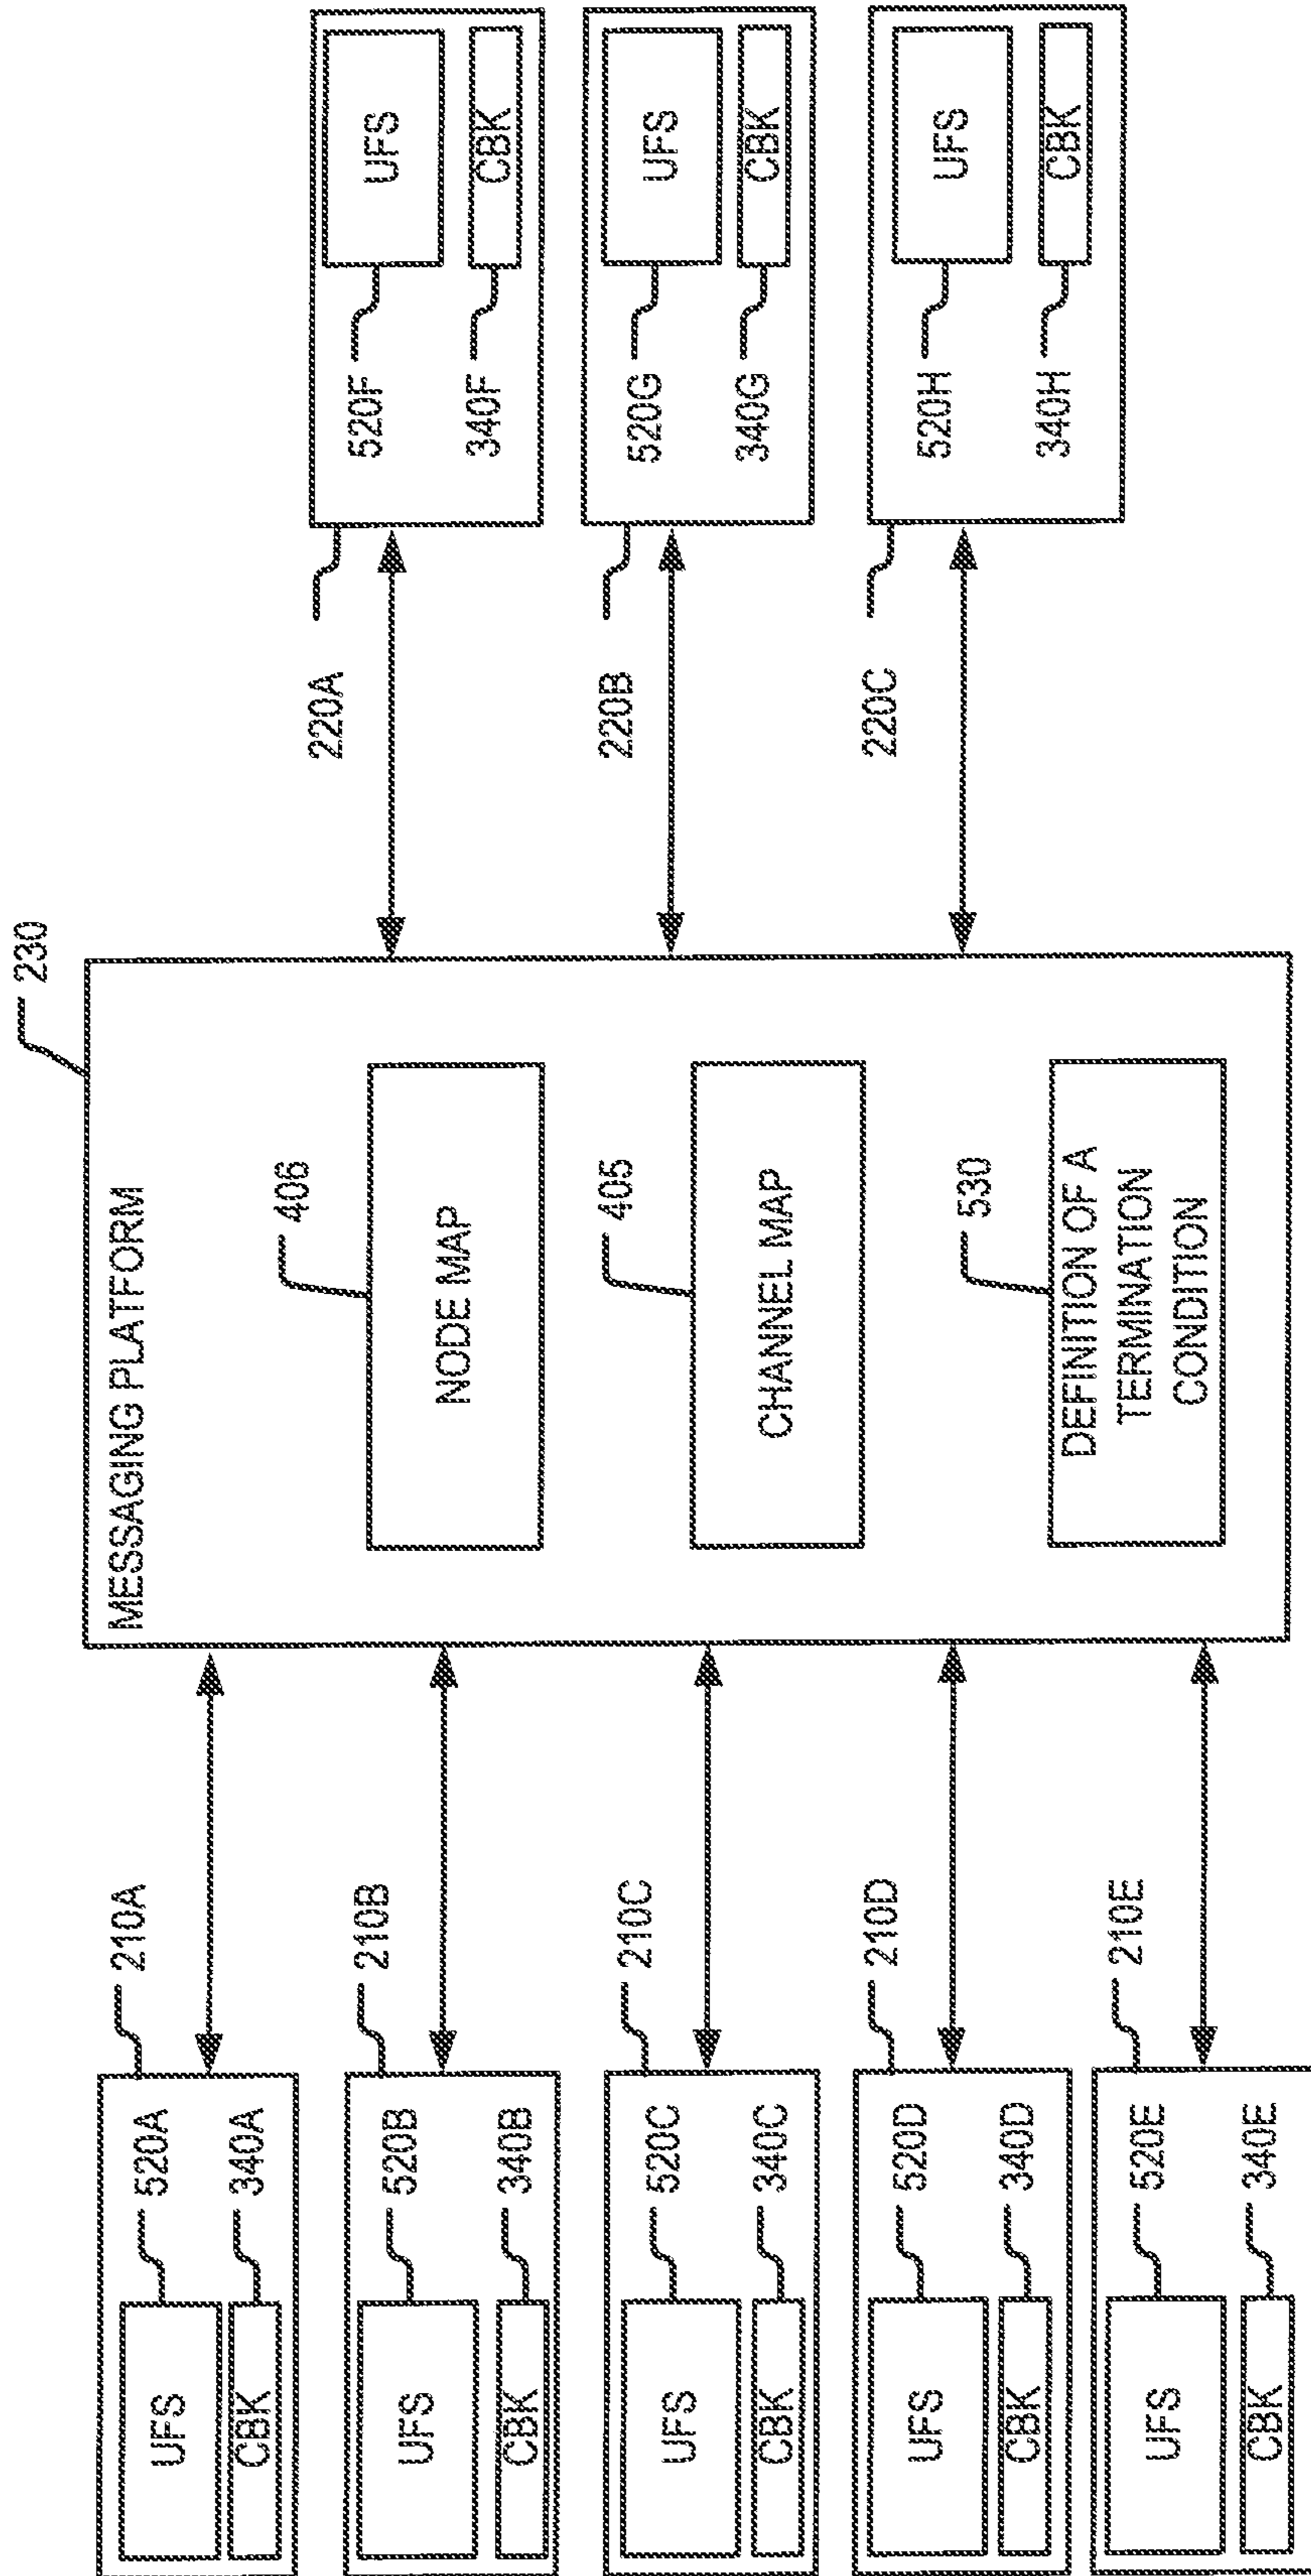 230
MESSAGING PLATFORM
406
NODE MAP
405
CHANNEL MAP
530
DEFINITION OF A
TERMINATION
CONDITION
210A
UFS
520A
CBK
340A
210B
UFS
520B
CBK
340B
210C
UFS
520C
CBK
340C
210D
UFS
520D
CBK
340D
210E
UFS
520E
CBK
340E
220A
520F
UFS
340F
CBK
220B
520G
UFS
340G
CBK
220C
520H
UFS
340H
CBK